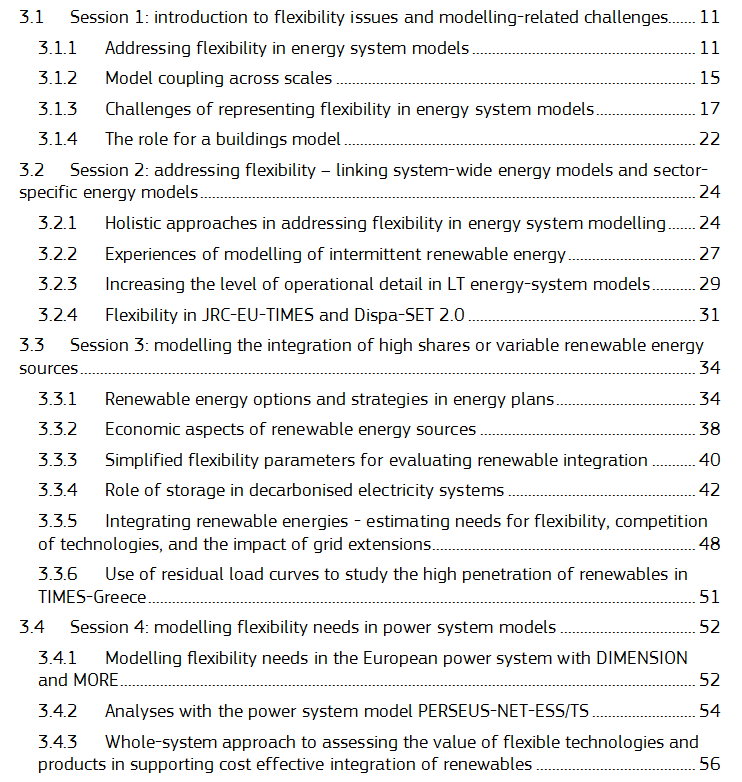 3.1 Session 1: introduction to flexibility issues and modelling-related challenges....... 11
3.1.1 Addressing flexibility in energy system models ........................................................ 11
3.1.2 Model coupling across scales ........................................................................................ 15
3.1.3 Challenges of representing flexibility in energy system models......................... 17
3.1.4 The role for a buildings model ...................................................................................... 22
3.2 Session 2: addressing flexibility – linking system-wide energy models and sector-
specific energy models ............................................................................................................................ 24
3.2.1 Holistic approaches in addressing flexibility in energy system modelling....... 24
3.2.2 Experiences of modelling of intermittent renewable energy ................................ 27
3.2.3 Increasing the level of operational detail in LT energy-system models........... 29
3.2.4 Flexibility in JRC-EU-TIMES and Dispa-SET 2.0 ......................................................... 31
3.3 Session 3: modelling the integration of high shares or variable renewable energy
sources .......................................................................................................................................................... 34
3.3.1 Renewable energy options and strategies in energy plans ................................... 34
3.3.2 Economic aspects of renewable energy sources ...................................................... 38
3.3.3 Simplified flexibility parameters for evaluating renewable integration ........... 40
3.3.4 Role of storage in decarbonised electricity systems ............................................... 42
3.3.5 Integrating renewable energies - estimating needs for flexibility, competition
of technologies, and the impact of grid extensions.................................................................. 48
3.3.6 Use of residual load curves to study the high penetration of renewables in
TIMES-Greece ......................................................................................................................................... 51
3.4 Session 4: modelling flexibility needs in power system models .................................. 52
3.4.1 Modelling flexibility needs in the European power system with DIMENSION
and MORE ................................................................................................................................................ 52
3.4.2 Analyses with the power system model PERSEUS-NET-ESS/TS .......................... 54
3.4.3 Whole-system approach to assessing the value of flexible technologies and
products in supporting cost effective integration of renewables ........................................ 56